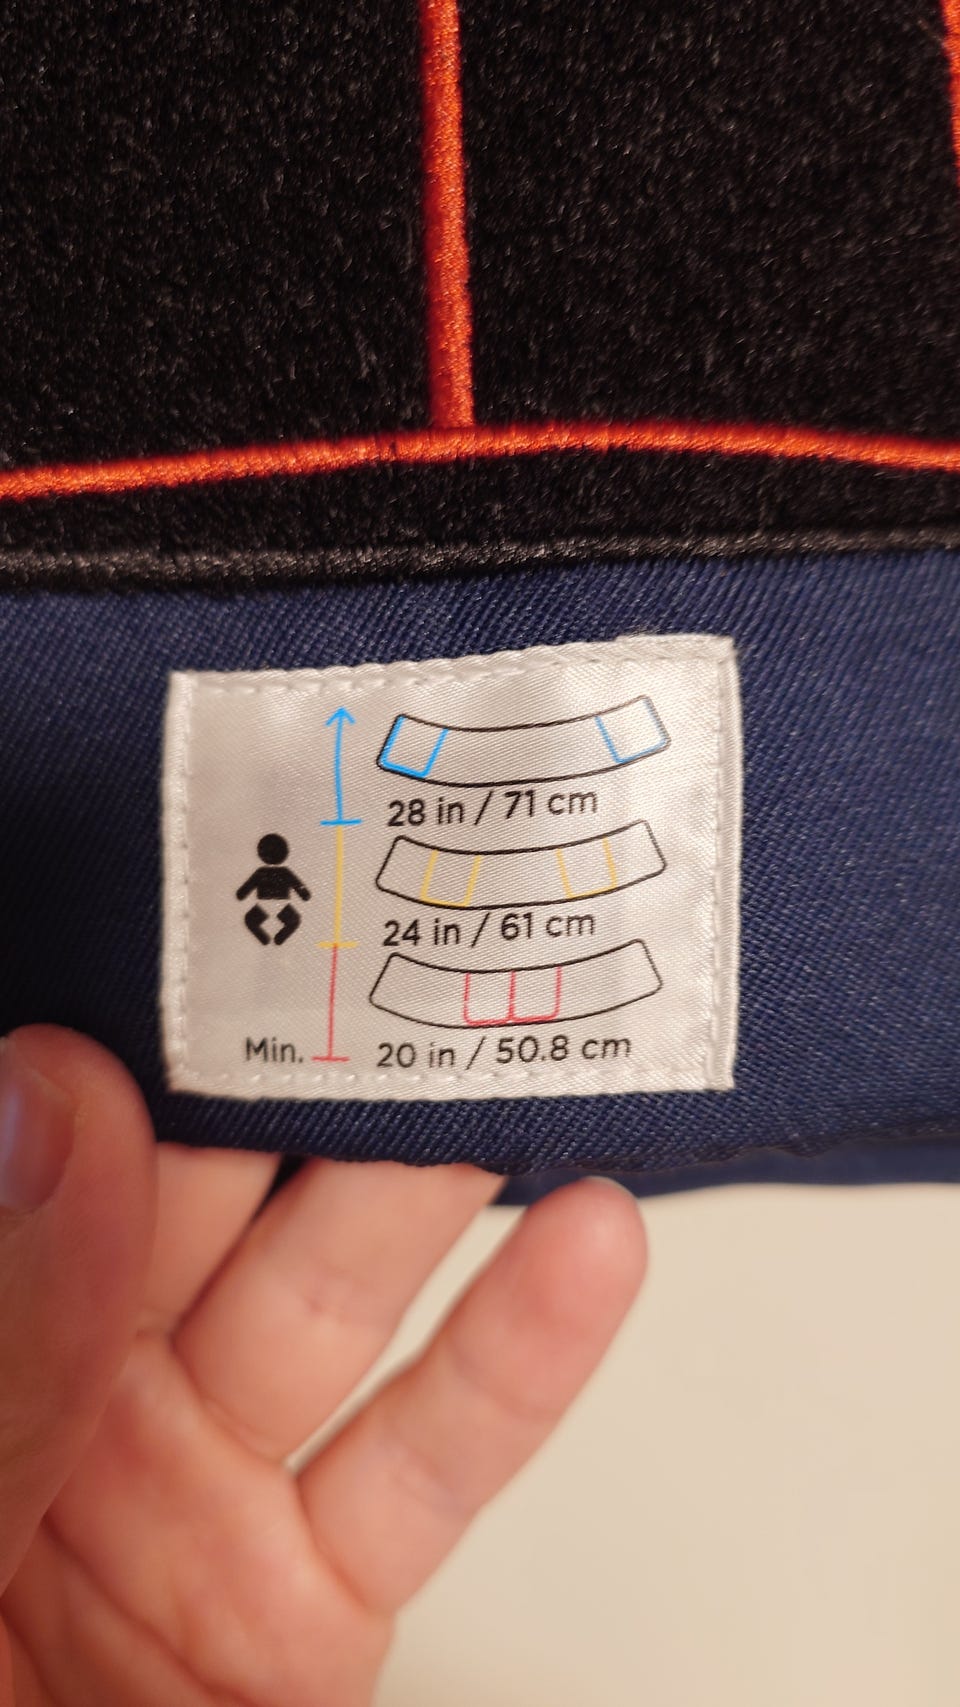 28 in / 71 cm
24 in / 61 cm
Min. 20 in / 50.8 cm